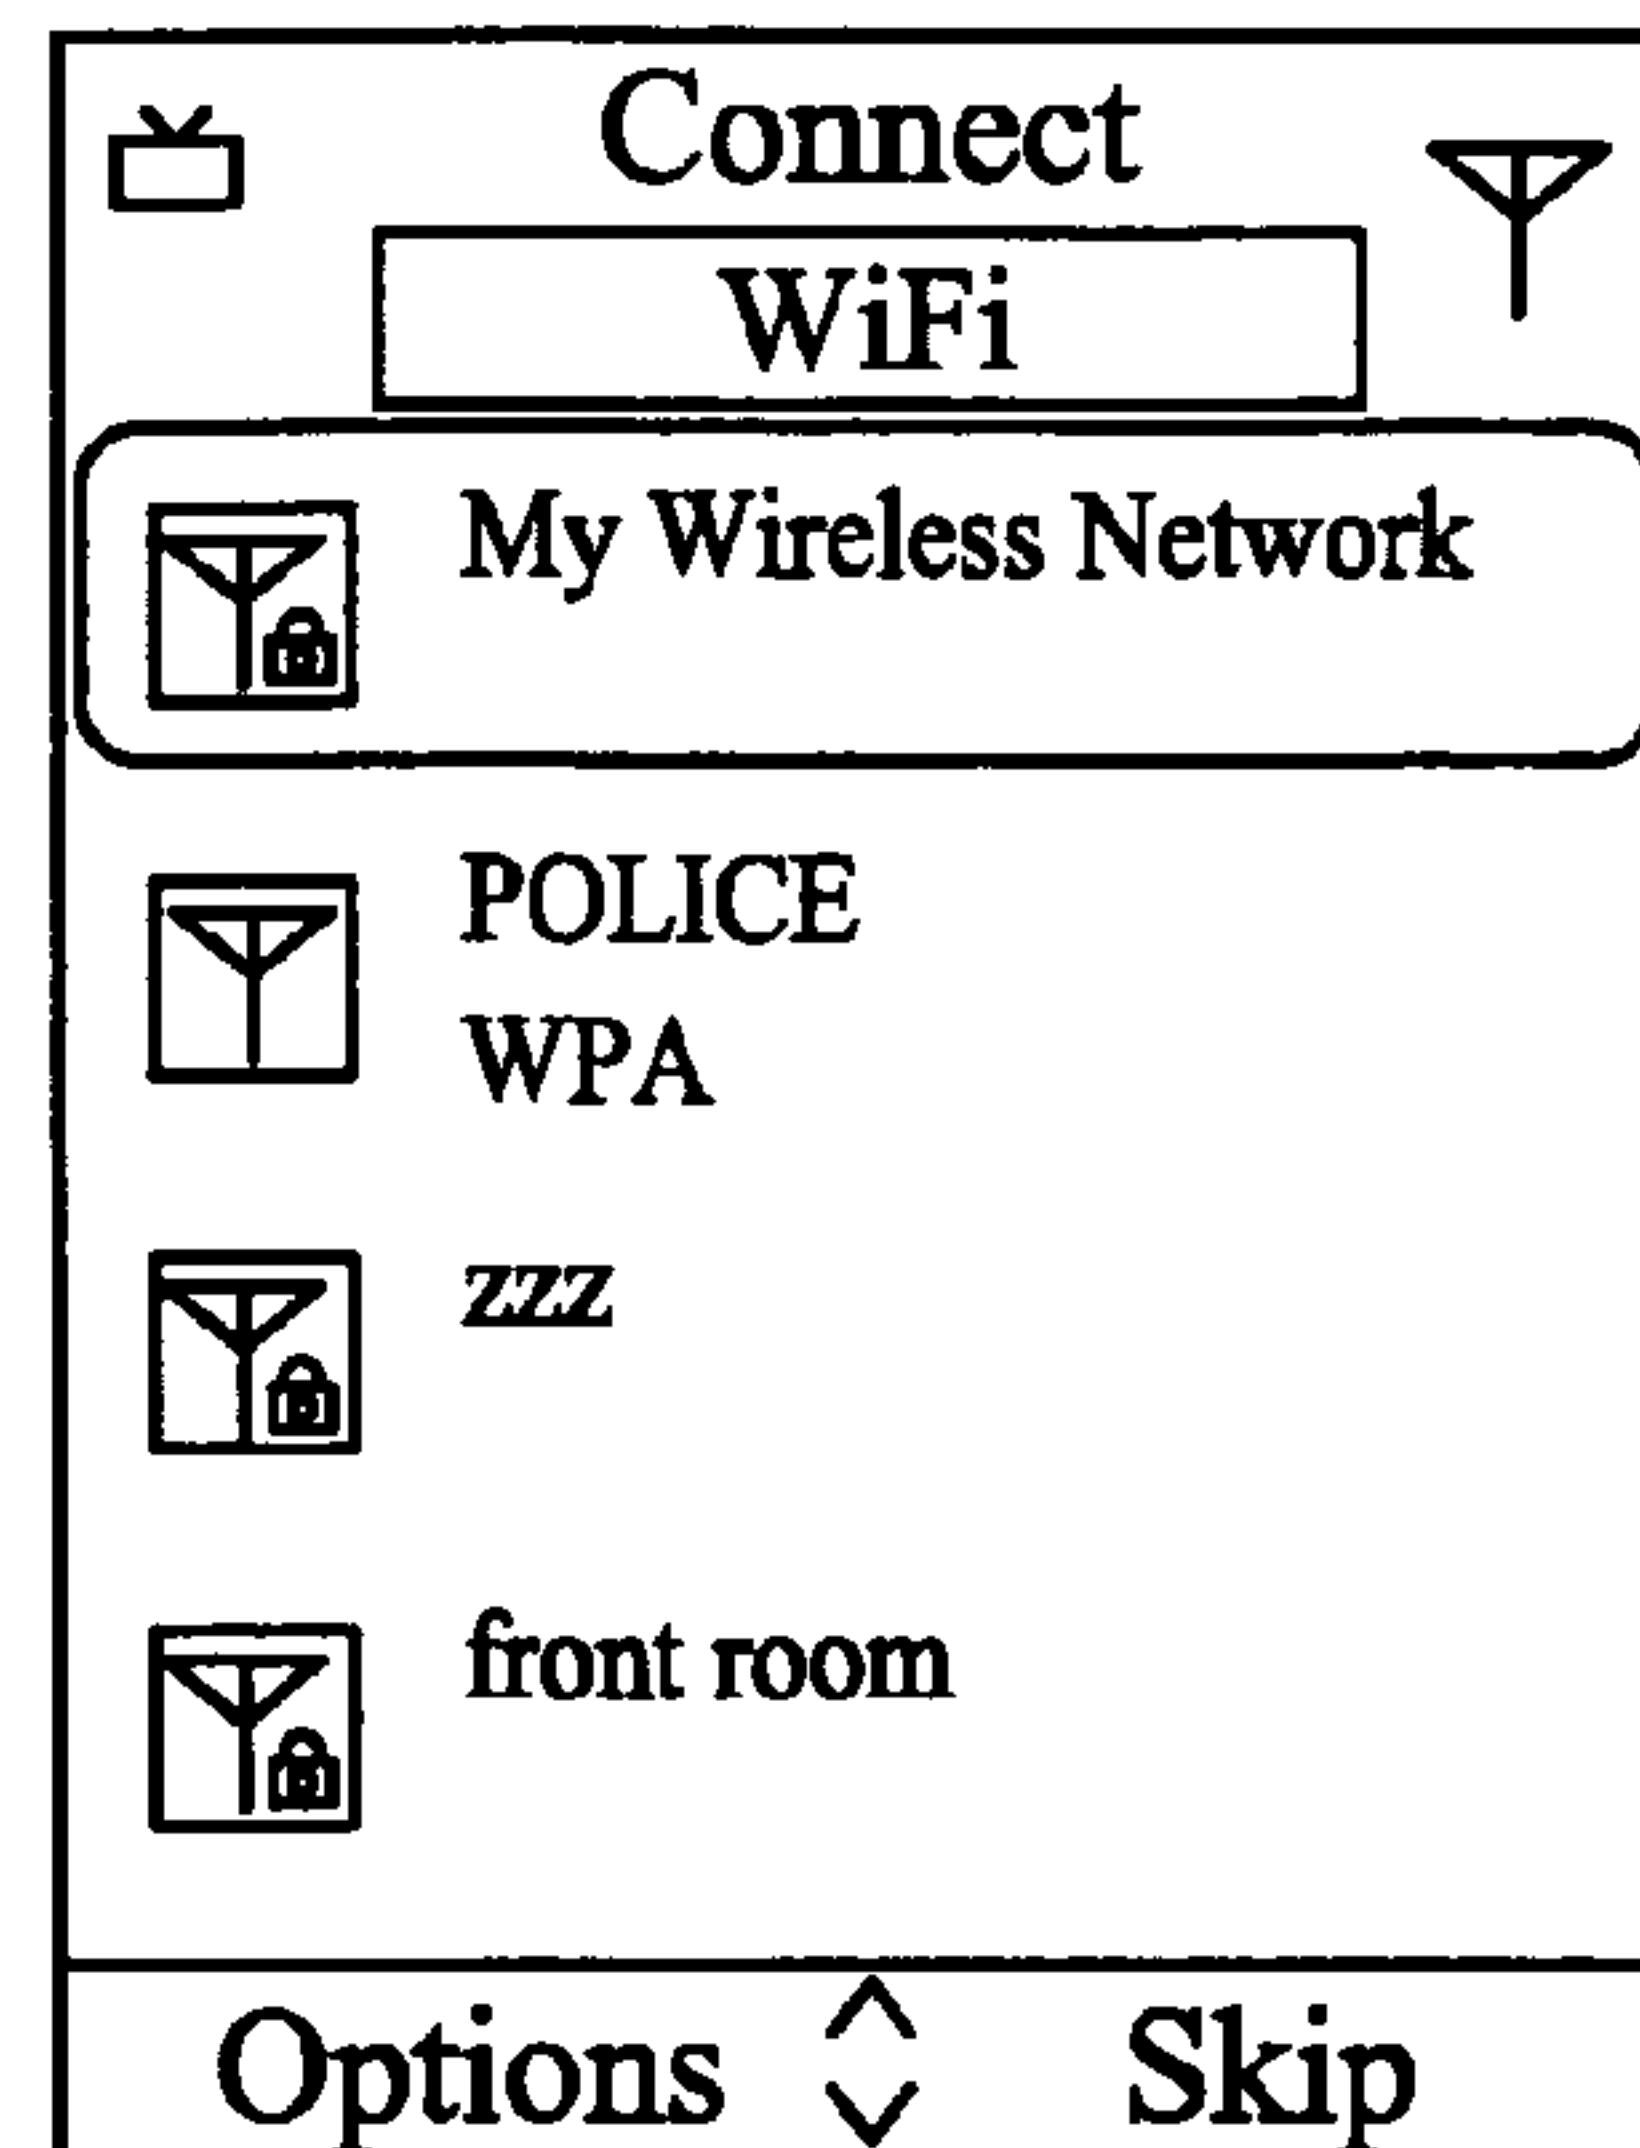 Connect
WiFi
My Wireless Network
POLICE
WPA
zzz
front room
Options Skip